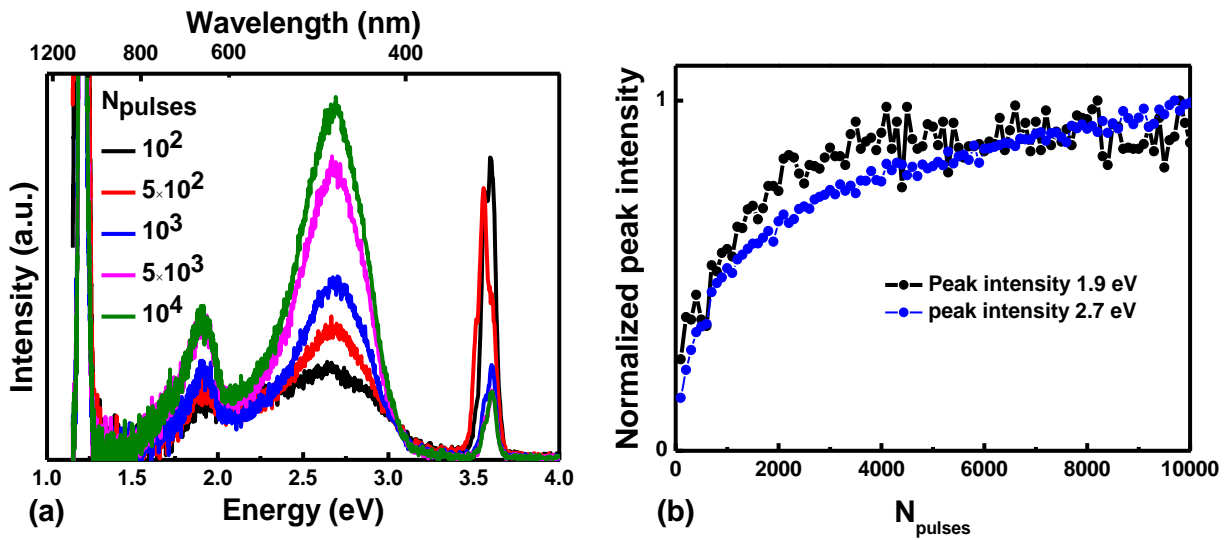 Wavelength (nm)
1200 800 600 400
N_pulses
10^2
5×10^2
10^3
5×10^3
10^4
Intensity (a.u.)
1.0 1.5 2.0 2.5 3.0 3.5 4.0
Energy (eV)
(a)
Normalized peak intensity
1
0
Peak intensity 1.9 eV
peak intensity 2.7 eV
0 2000 4000 6000 8000 10000
N_pulses
(b)